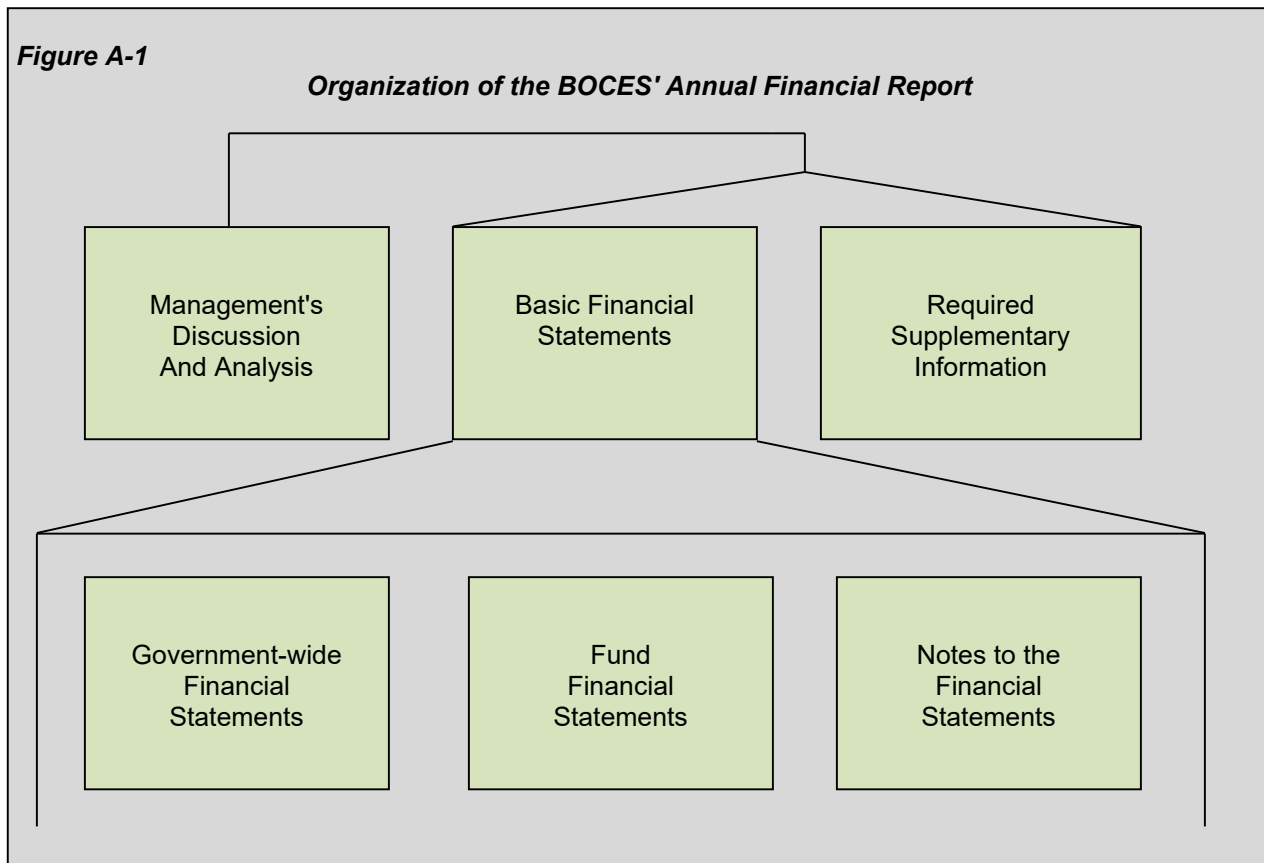 Figure A-1
Organization of the BOCES' Annual Financial Report
Management's
Discussion
And Analysis
Basic Financial
Statements
Required
Supplementary
Information
Government-wide
Financial
Statements
Fund
Financial
Statements
Notes to the
Financial
Statements